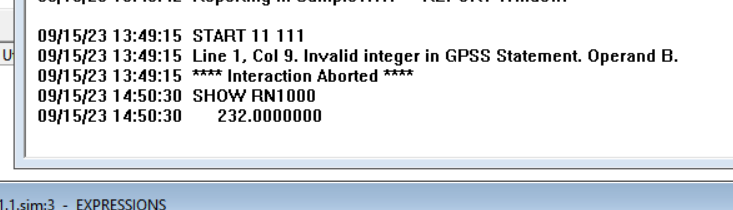 09/15/23 13:49:15 START 11 111
09/15/23 13:49:15 Line 1, Col 9. Invalid integer in GPSS Statement. Operand B.
09/15/23 13:49:15 **** Interaction Aborted ****
09/15/23 14:50:30 SHOW RN1000
09/15/23 14:50:30 232.0000000
1.1.sim:3 - EXPRESSIONS